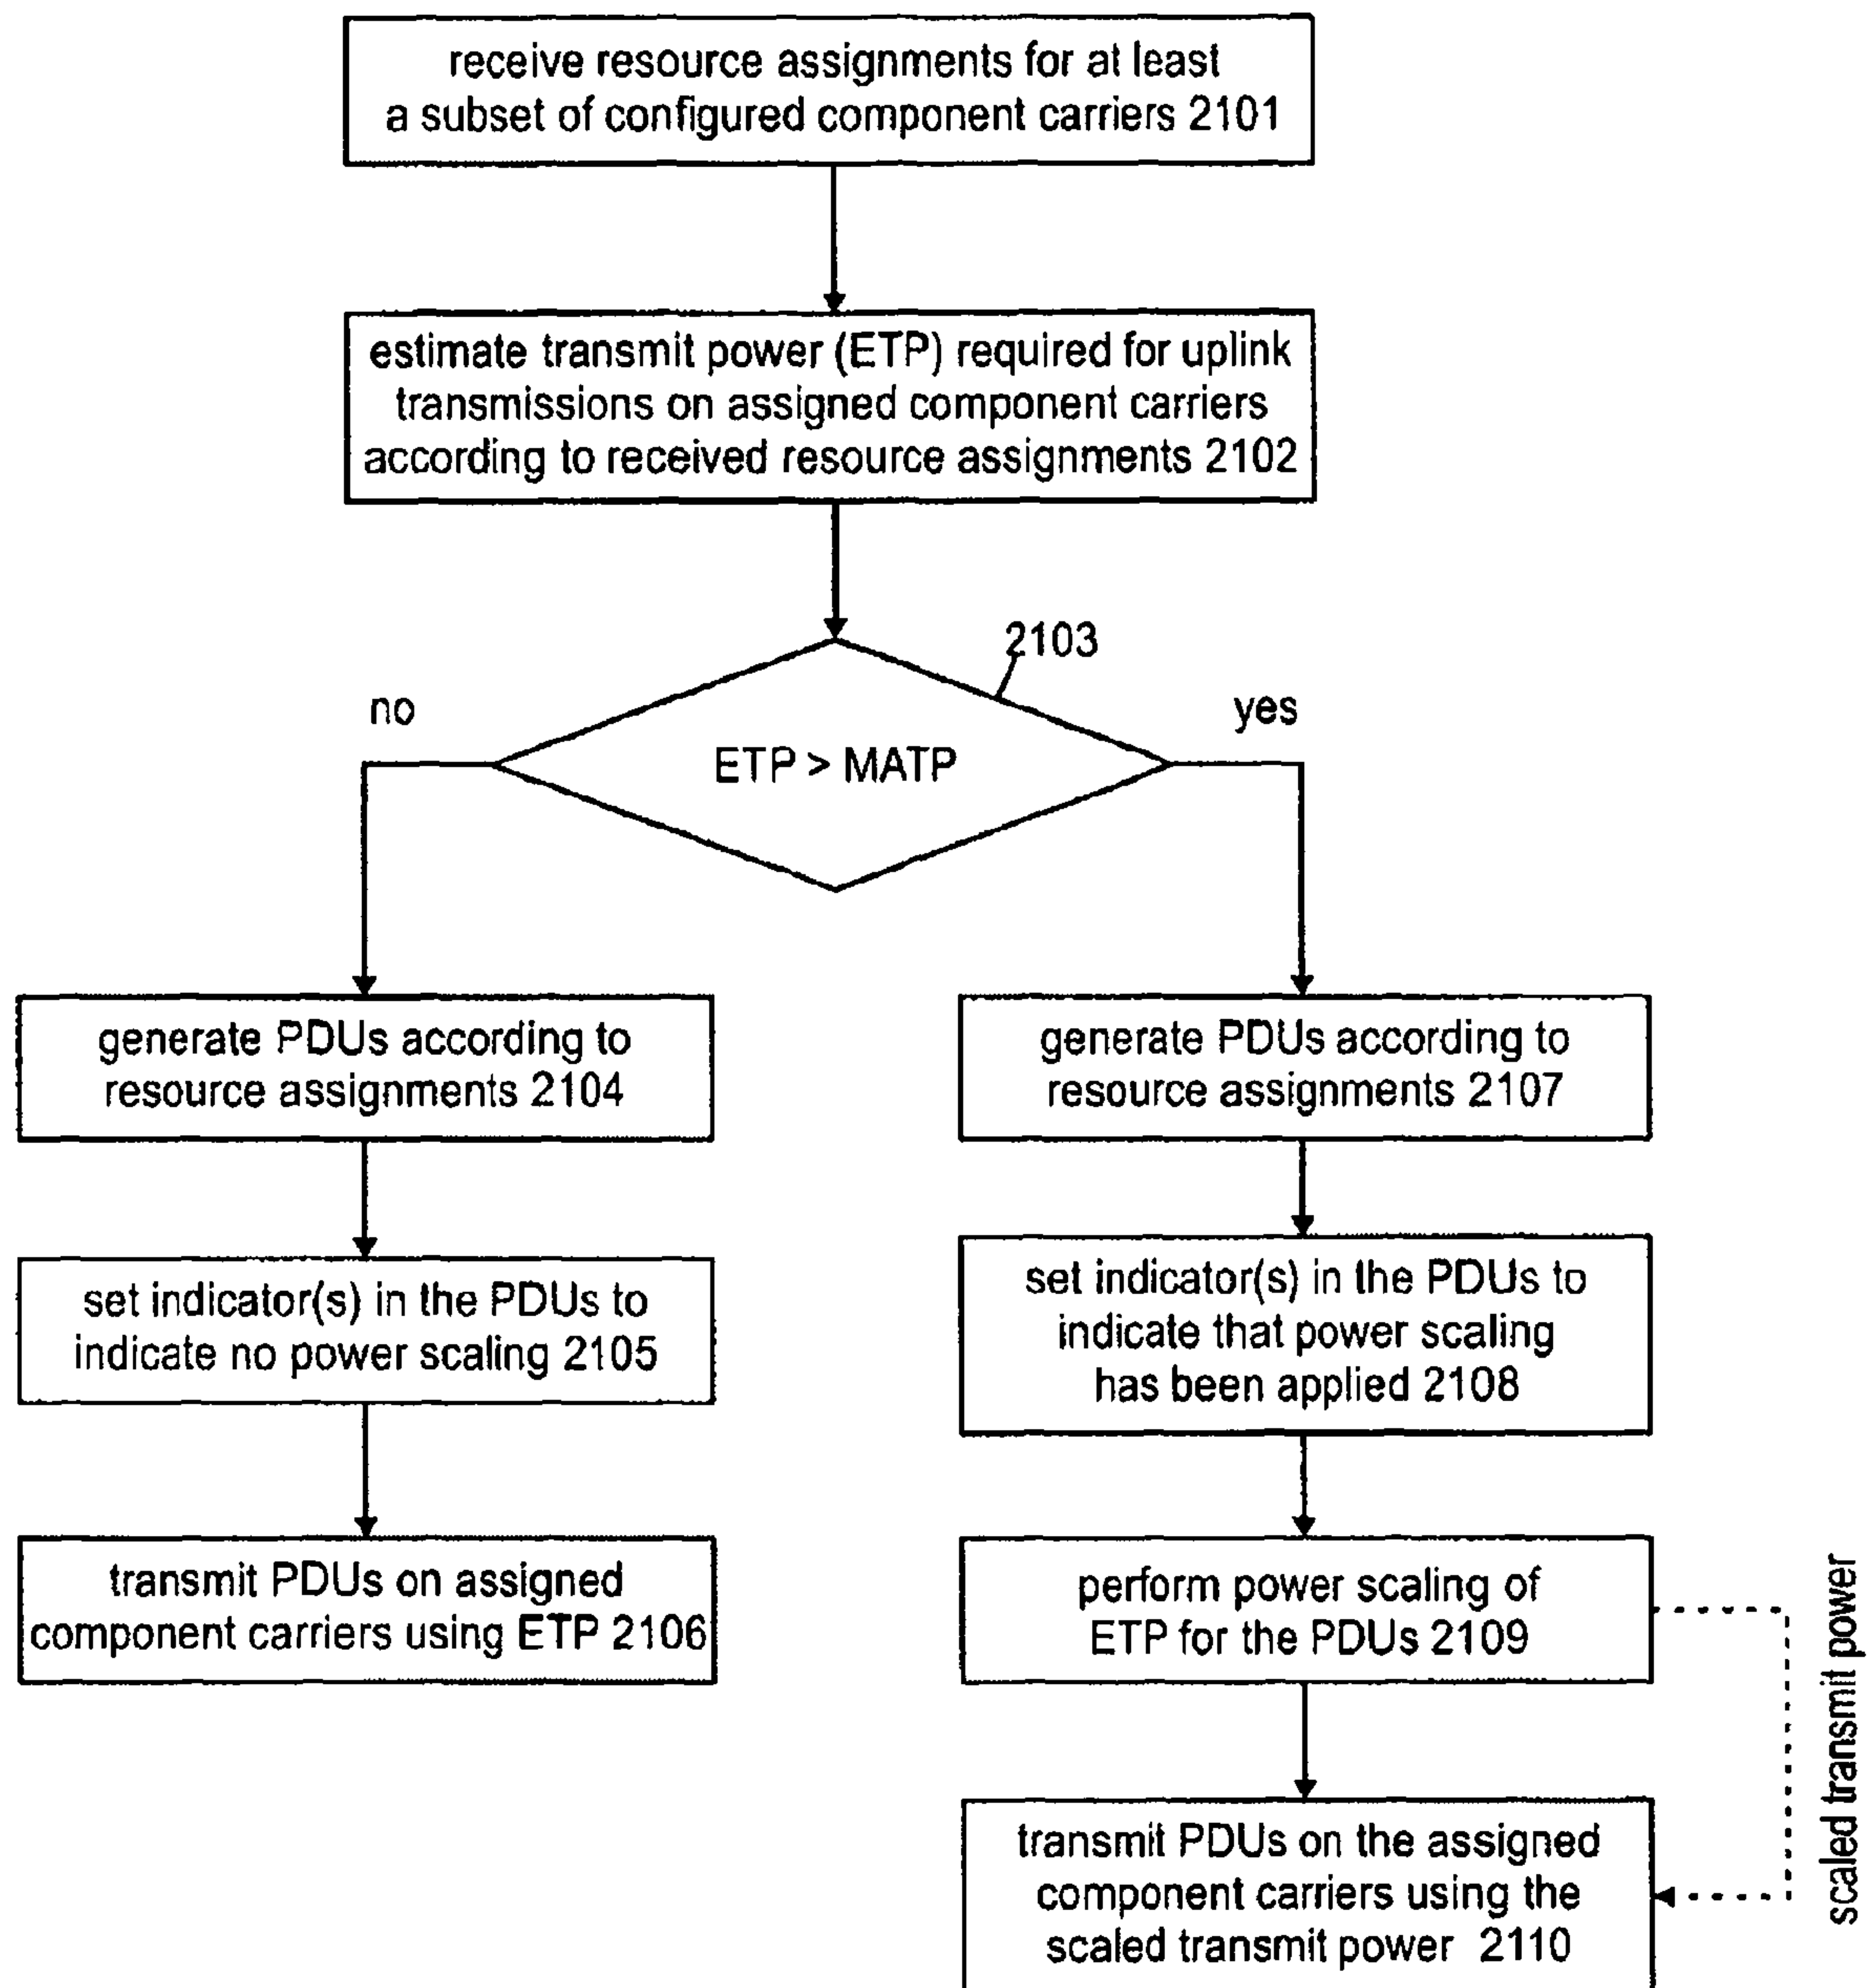 receive resource assignments for at least
a subset of configured component carriers 2101
estimate transmit power (ETP) required for uplink
transmissions on assigned component carriers
according to received resource assignments 2102
2103
no
yes
ETP > MATP
generate PDUs according to
resource assignments 2104
generate PDUs according to
resource assignments 2107
set indicator(s) in the PDUs to
indicate no power scaling 2105
set indicator(s) in the PDUs to
indicate that power scaling
has been applied 2108
transmit PDUs on assigned
component carriers using ETP 2106
perform power scaling of
ETP for the PDUs 2109
scaled transmit power
transmit PDUs on the assigned
component carriers using the
scaled transmit power 2110